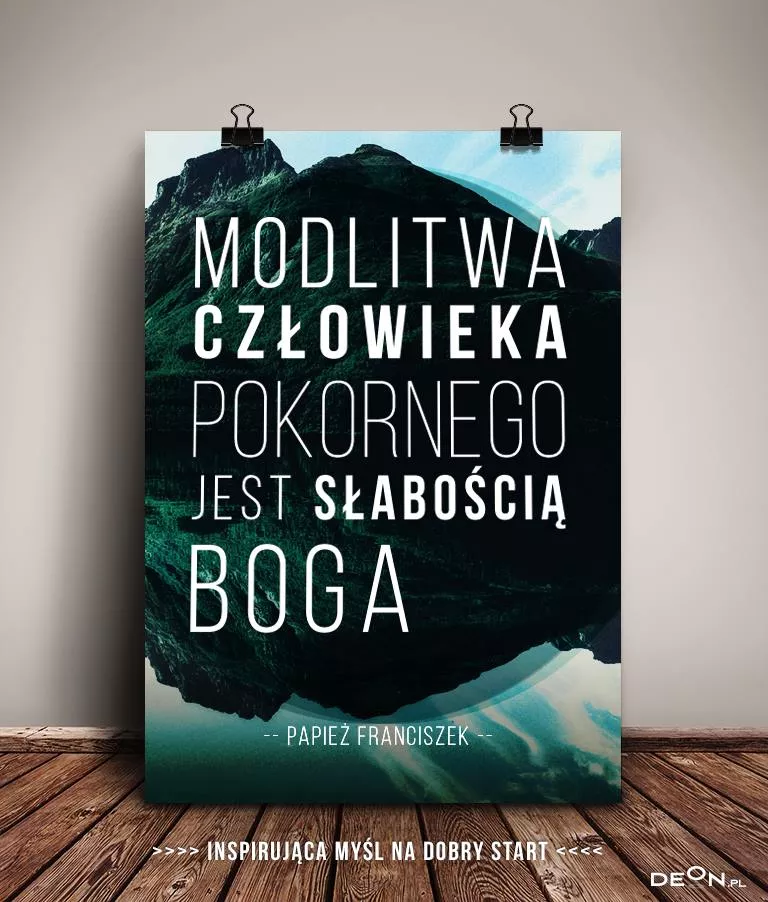 MODLITWA
CZŁOWIEKA
POKORNEGO
JEST SŁABOŚCIĄ
BOGA
-- PAPIEŻ FRANCISZEK --
>>>> INSPIRUJĄCA MYŚL NA DOBRY START <<<<
DEON.PL